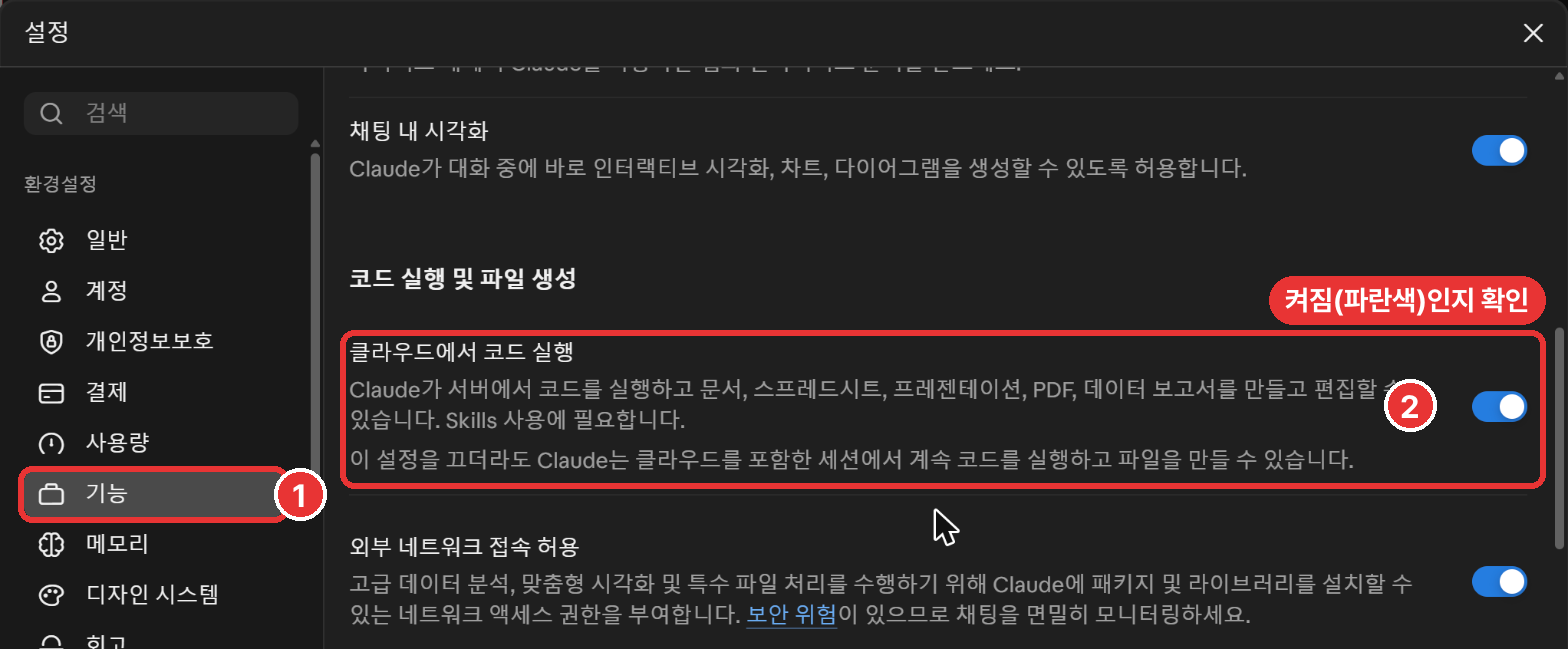 설정
검색
환경설정
일반
계정
개인정보보호
결제
사용량
기능
1
메모리
디자인 시스템
채팅 내 시각화
Claude가 대화 중에 바로 인터랙티브 시각화, 차트, 다이어그램을 생성할 수 있도록 허용합니다.
코드 실행 및 파일 생성
켜짐(파란색)인지 확인
클라우드에서 코드 실행
Claude가 서버에서 코드를 실행하고 문서, 스프레드시트, 프레젠테이션, PDF, 데이터 보고서를 만들고 편집할 수
있습니다. Skills 사용에 필요합니다.
이 설정을 끄더라도 Claude는 클라우드를 포함한 세션에서 계속 코드를 실행하고 파일을 만들 수 있습니다.
2
외부 네트워크 접속 허용
고급 데이터 분석, 맞춤형 시각화 및 특수 파일 처리를 수행하기 위해 Claude에 패키지 및 라이브러리를 설치할 수
있는 네트워크 액세스 권한을 부여합니다. 보안 위험이 있으므로 채팅을 면밀히 모니터링하세요.